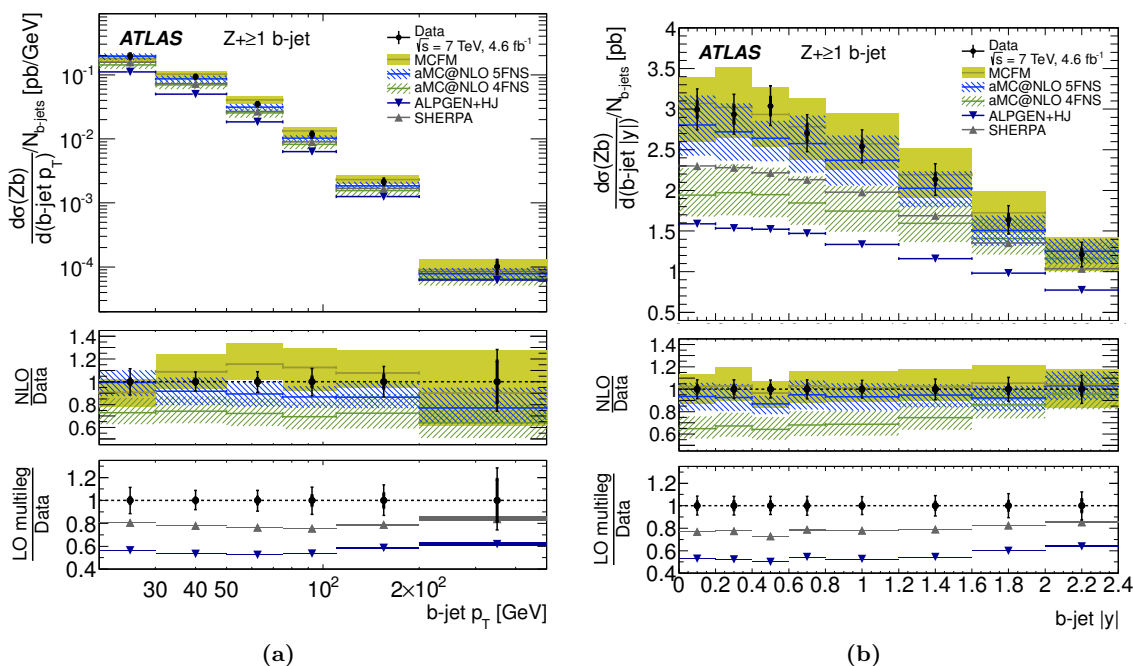 ATLAS Z+≥1 b-jet
Data
√s = 7 TeV, 4.6 fb⁻¹
MCFM
aMC@NLO 5FNS
aMC@NLO 4FNS
ALPGEN+HJ
SHERPA
dσ(Zb)/d(b-jet p_T)/N_b-jets [pb/GeV]
10⁻¹
10⁻²
10⁻³
10⁻⁴
NLO
Data
1.4
1.2
1
0.8
0.6
LO multileg
Data
1.2
1
0.8
0.6
0.4
30 40 50 10² 2×10²
b-jet p_T [GeV]
(a)
ATLAS Z+≥1 b-jet
Data
√s = 7 TeV, 4.6 fb⁻¹
MCFM
aMC@NLO 5FNS
aMC@NLO 4FNS
ALPGEN+HJ
SHERPA
dσ(Zb)/d(b-jet |y|)/N_b-jets [pb]
4
3.5
3
2.5
2
1.5
1
0.5
NLO
Data
1.4
1.2
1
0.8
0.6
LO multileg
Data
1.2
1
0.8
0.6
0.4
0 0.2 0.4 0.6 0.8 1 1.2 1.4 1.6 1.8 2 2.2 2.4
b-jet |y|
(b)